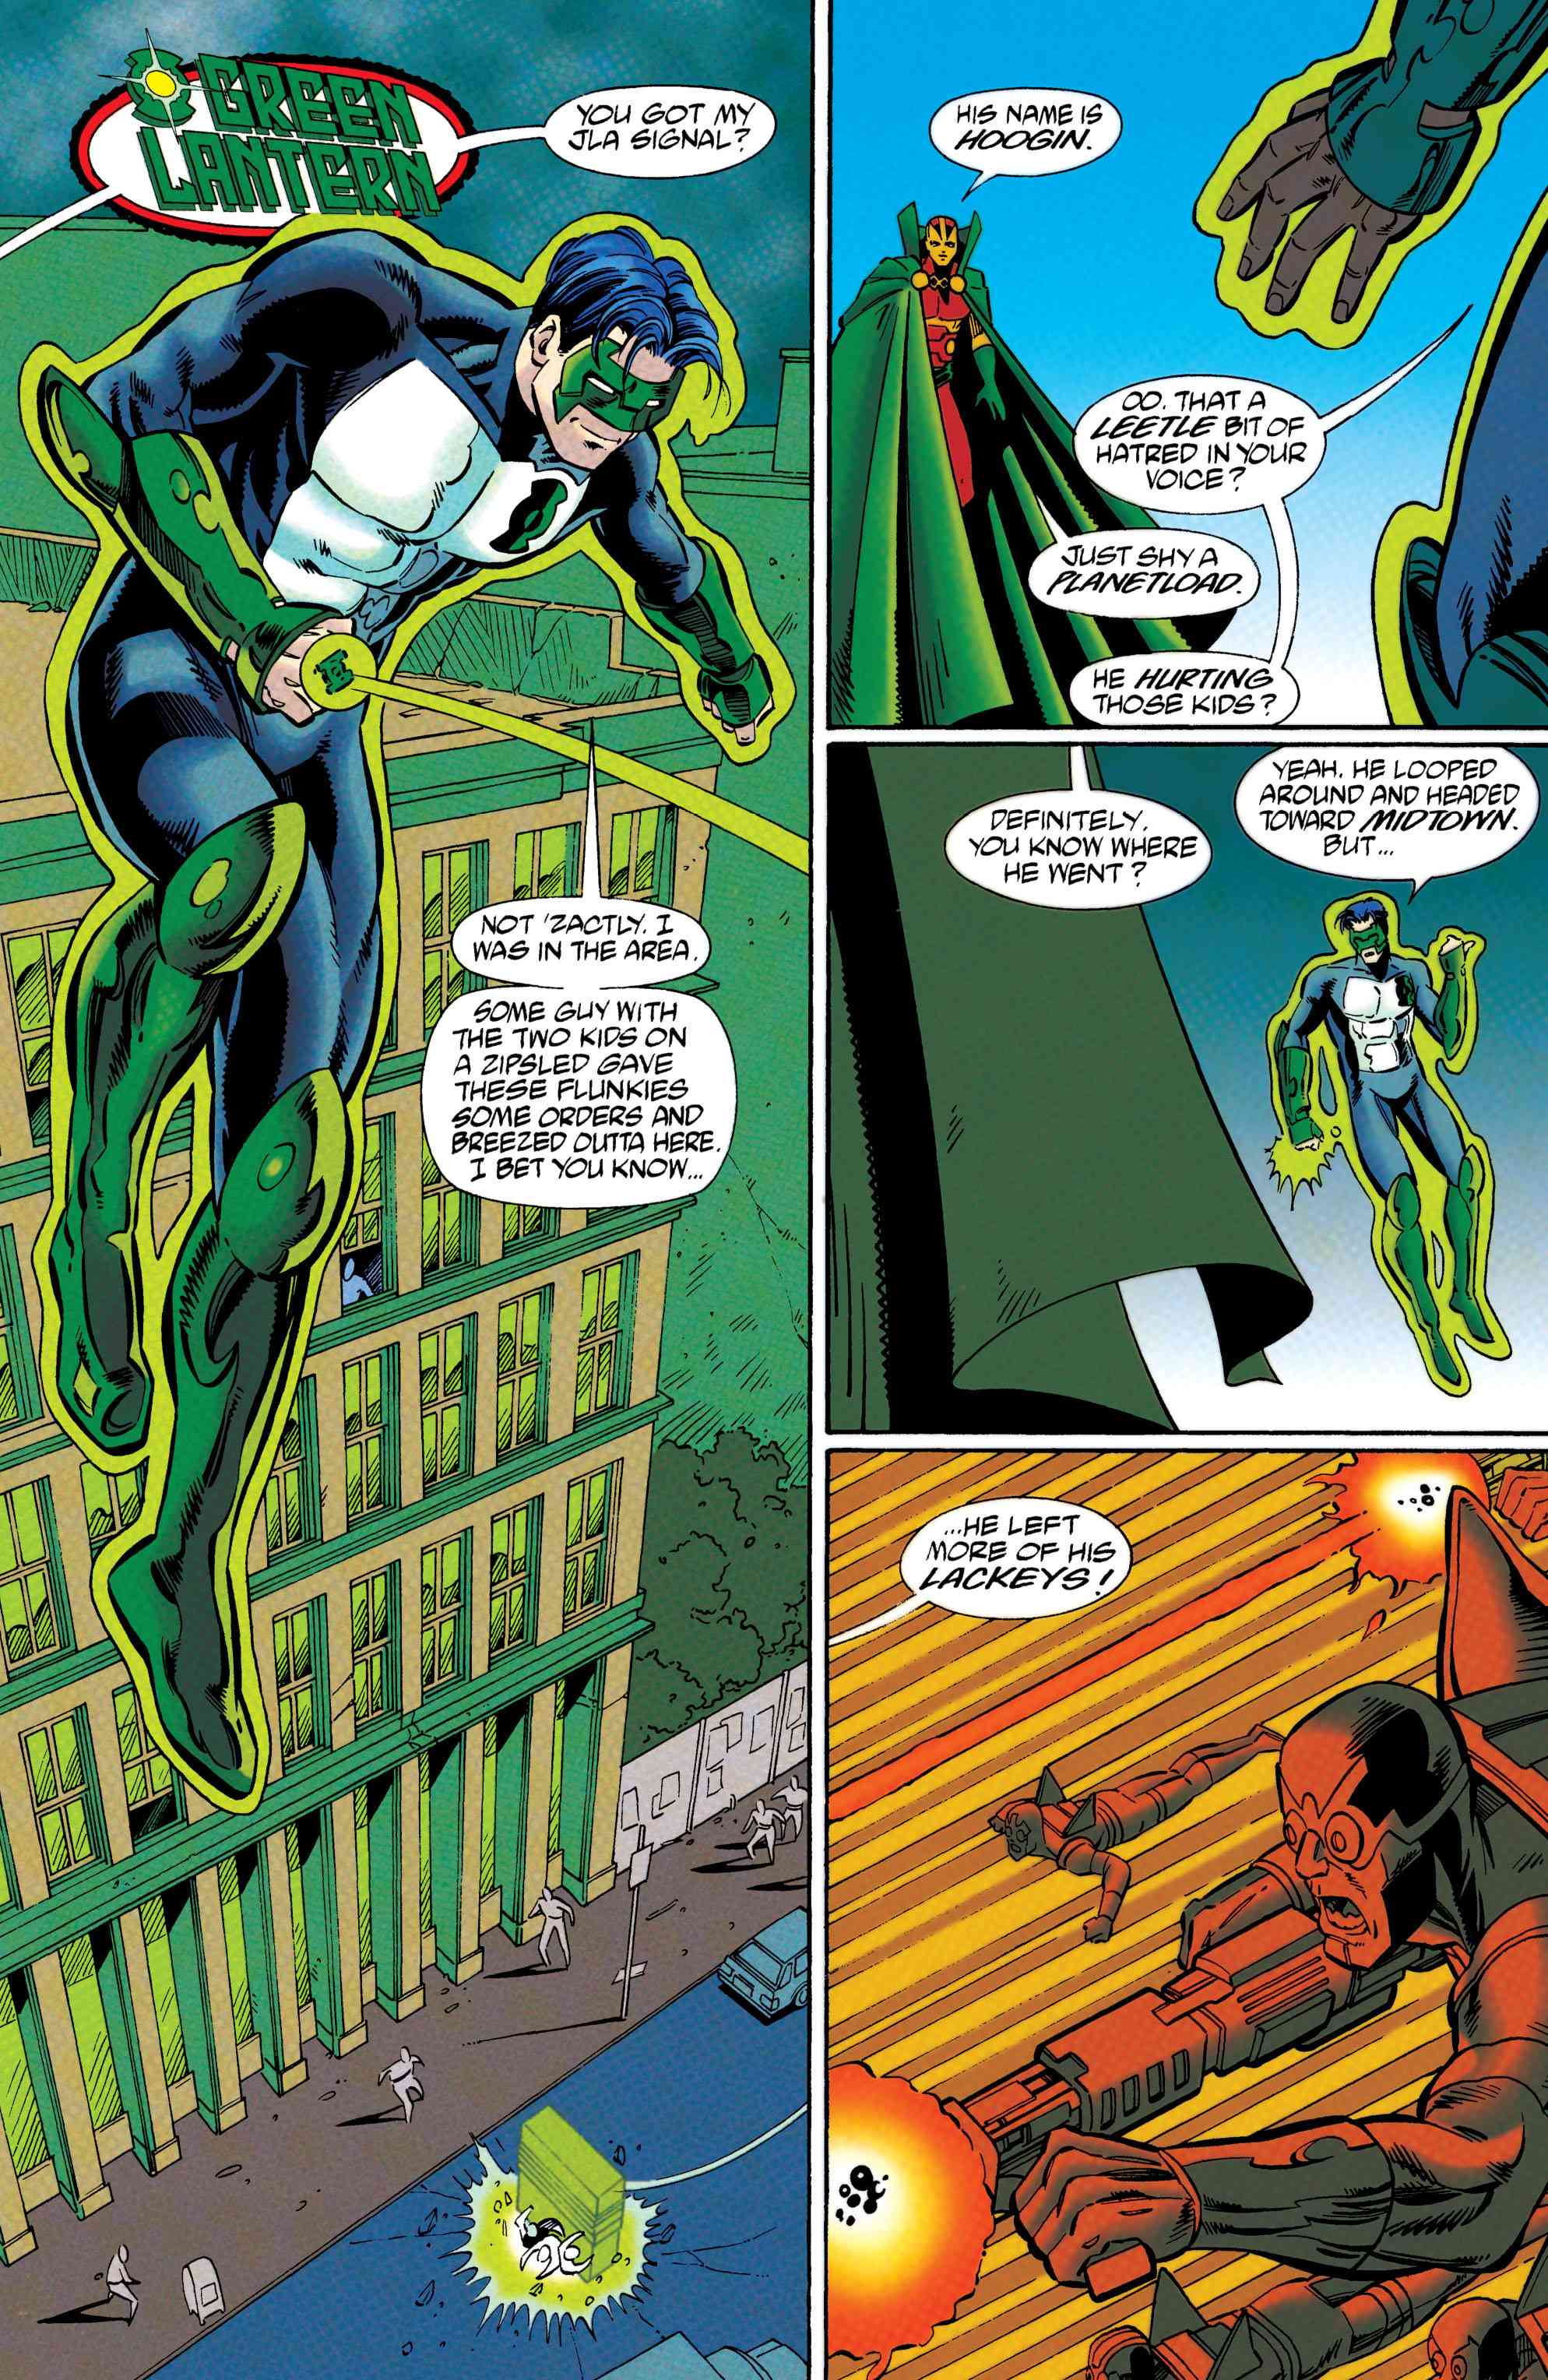 GREEN
LANTERN
YOU GOT MY
JLA SIGNAL?
NOT 'ZACTLY. I
WAS IN THE AREA.
SOME GUY WITH
THE TWO KIDS ON
A ZIPSLED GAVE
THESE FLUNKIES
SOME ORDERS AND
BREEZED OUTTA HERE.
I BET YOU KNOW...
HIS NAME IS
HOOGIN.
OO. THAT A
LEETLE BIT OF
HATRED IN YOUR
VOICE?
JUST SHY A
PLANETLOAD.
HE HURTING
THOSE KIDS?
DEFINITELY.
YOU KNOW WHERE
HE WENT?
YEAH. HE LOOPED
AROUND AND HEADED
TOWARD MIDTOWN.
BUT...
...HE LEFT
MORE OF HIS
LACKEYS!